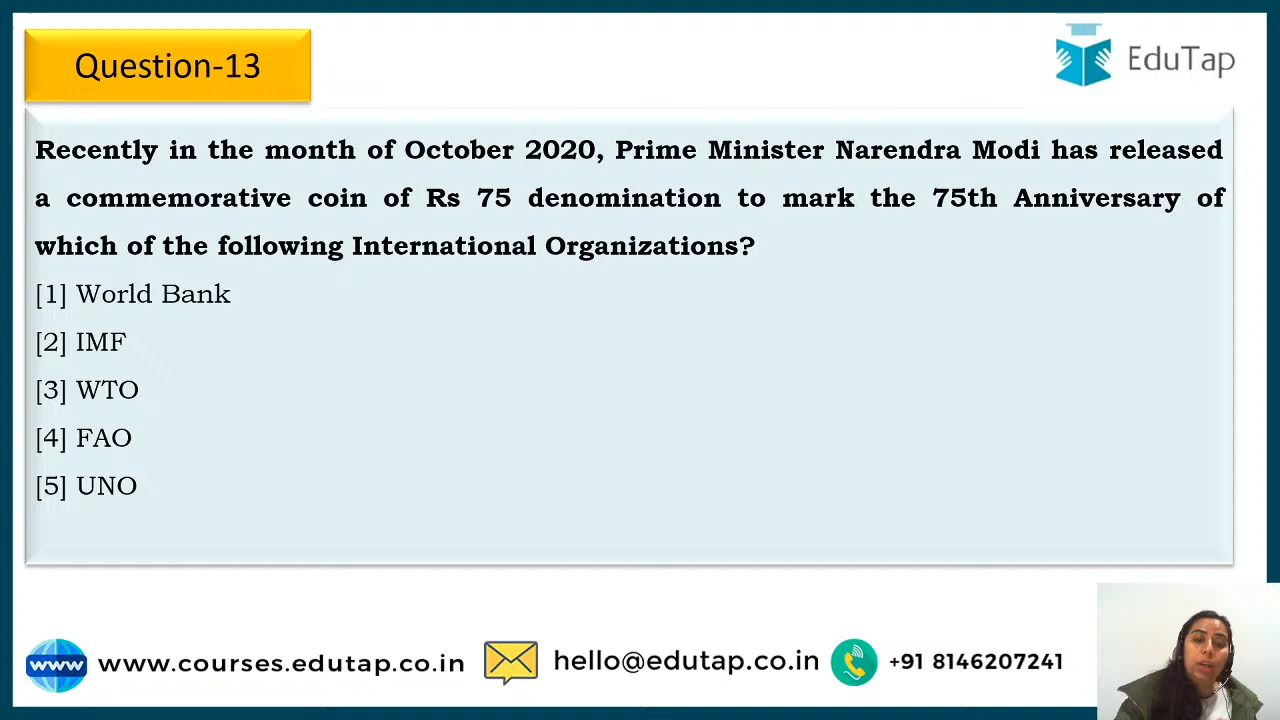 Question-13
EduTap
Recently in the month of October 2020, Prime Minister Narendra Modi has released
a commemorative coin of Rs 75 denomination to mark the 75th Anniversary of
which of the following International Organizations?
[1] World Bank
[2] IMF
[3] WTO
[4] FAO
[5] UNO
www www.courses.edutap.co.in hello@edutap.co.in +91 8146207241